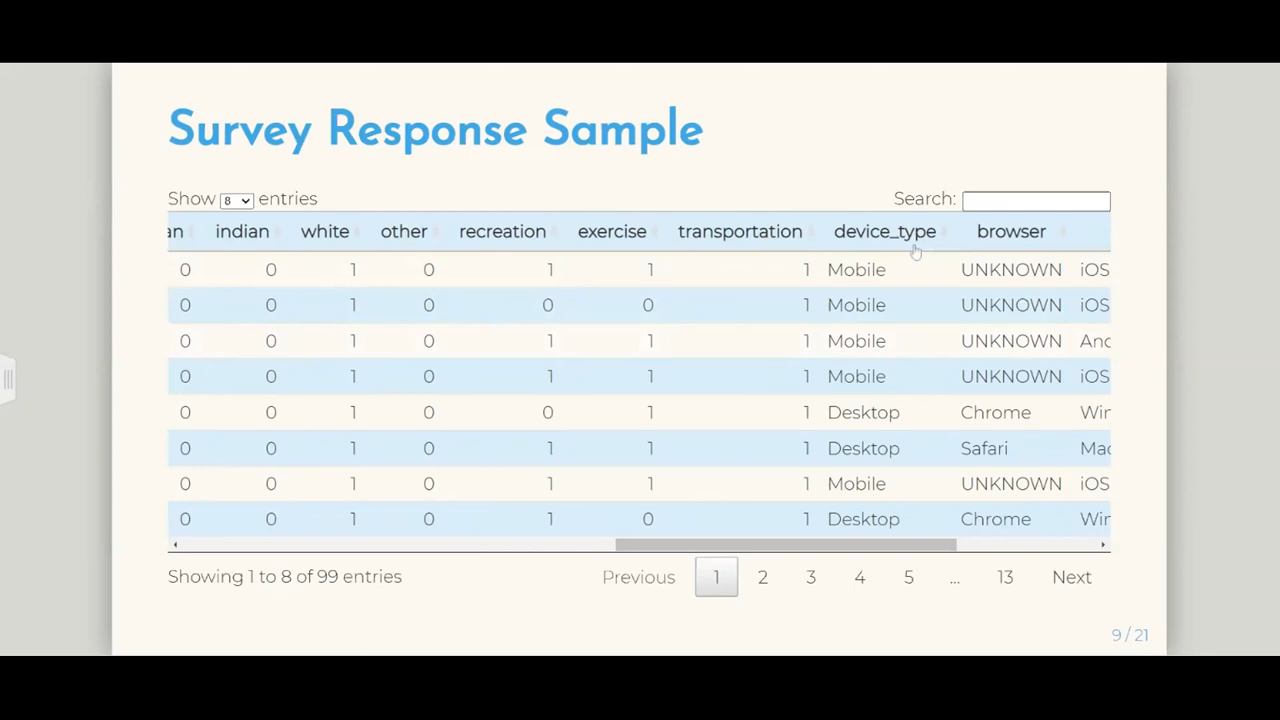 Survey Response Sample
Show 8 entries Search:
an indian white other recreation exercise transportation device_type browser
0 0 1 0 1 1 1 Mobile UNKNOWN iOS
0 0 1 0 0 0 1 Mobile UNKNOWN iOS
0 0 1 0 1 1 1 Mobile UNKNOWN And
0 0 1 0 1 1 1 Mobile UNKNOWN iOS
0 0 1 0 0 1 1 Desktop Chrome Win
0 0 1 0 1 1 1 Desktop Safari Mac
0 0 1 0 1 1 1 Mobile UNKNOWN iOS
0 0 1 0 1 0 1 Desktop Chrome Win
Showing 1 to 8 of 99 entries Previous 1 2 3 4 5 ... 13 Next
9 / 21